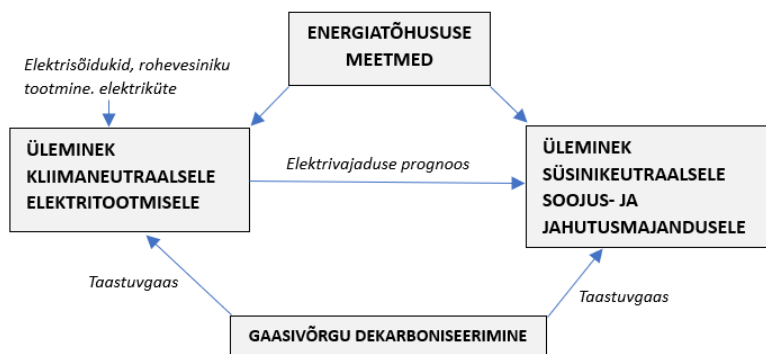 ENERGIATÕHUSUSE
MEETMED
Elektrisõidukid, rohevesiniku
tootmine. elektriküte
ÜLEMINEK
KLIIMANEUTRAALSELE
ELEKTRITOOTMISELE
Elektrivajaduse prognoos
ÜLEMINEK
SÜSINIKEUTRAALSELE
SOOJUS- JA
JAHUTUSMAJANDUSELE
Taastuvgaas
Taastuvgaas
GAASIVÕRGU DEKARBONISEERIMINE